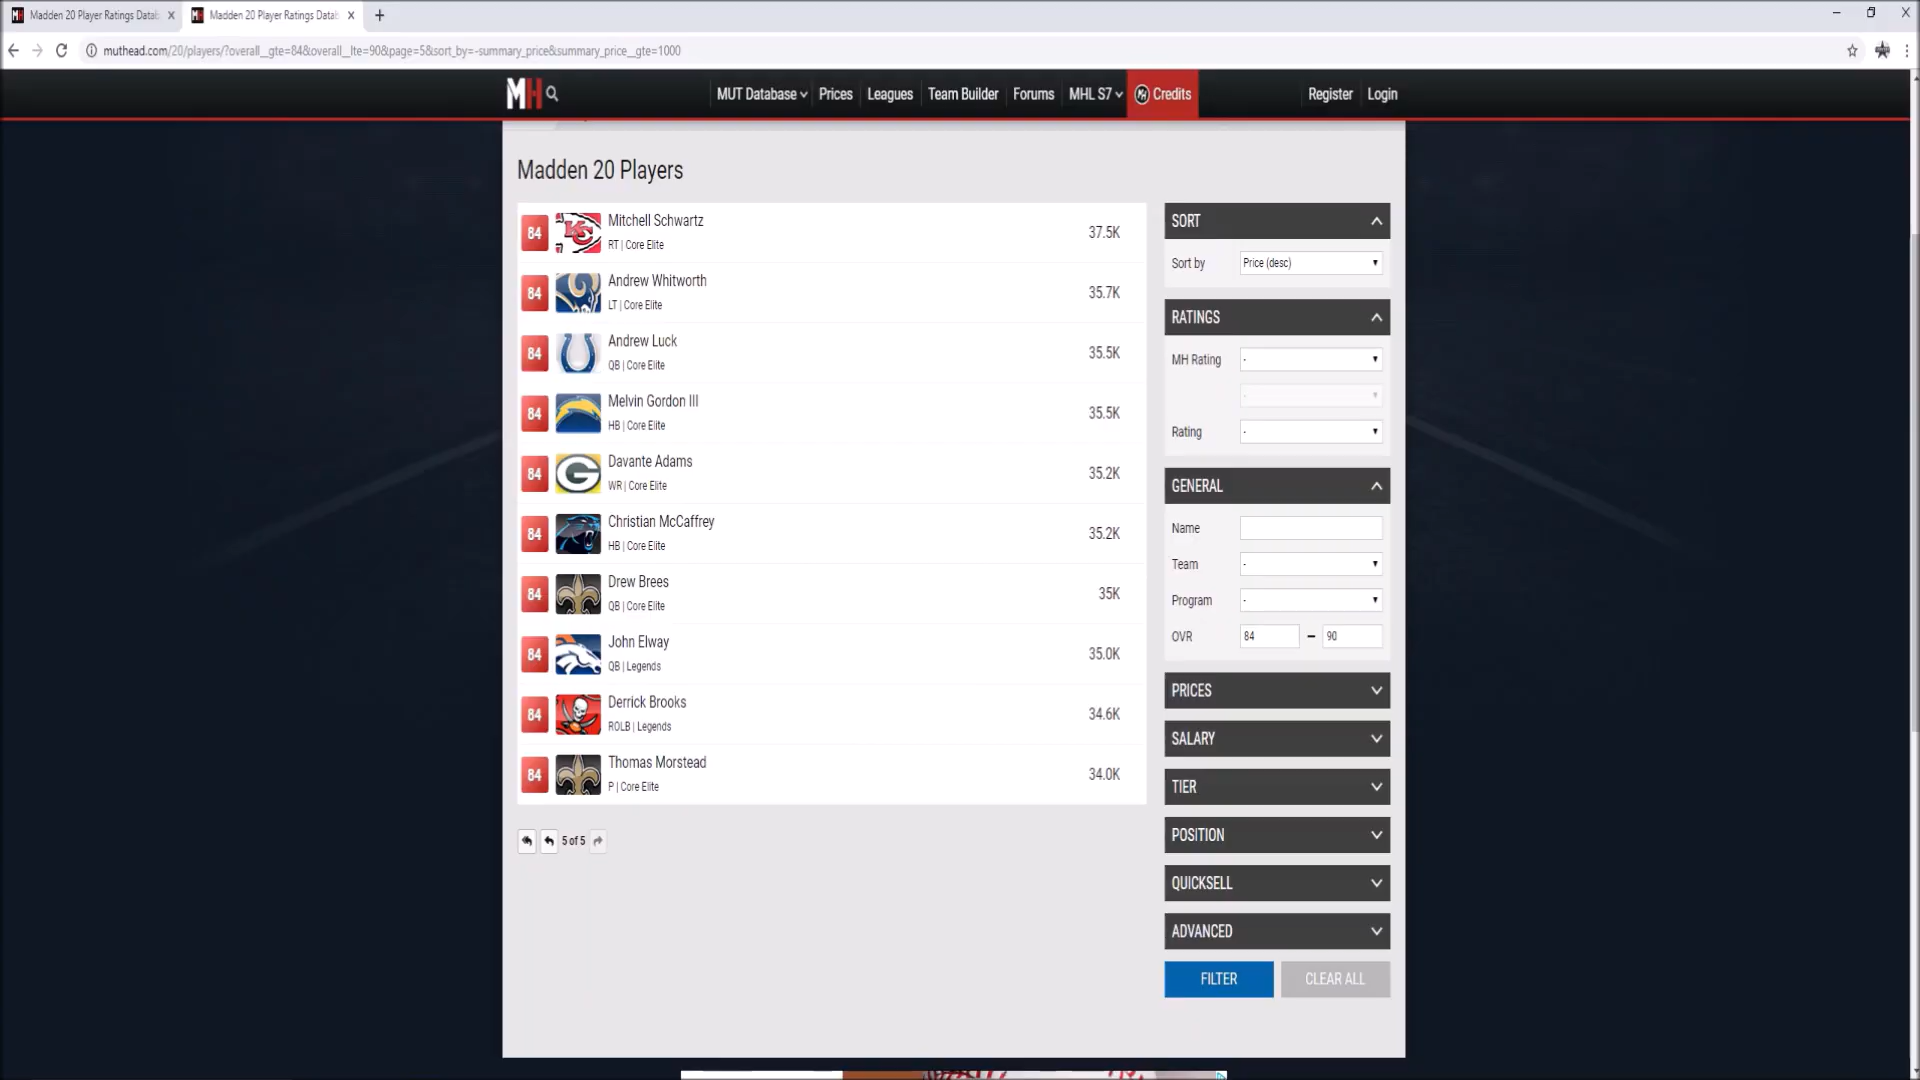 Madden 20 Player Ratings Datab
Madden 20 Player Ratings Datab
muthead.com/20/players/?overall__gte=84&overall__lte=90&page=5&sort_by=-summary_price&summary_price__gte=1000
MH
MUT Database
Prices
Leagues
Team Builder
Forums
MHL S7
Credits
Register
Login
Madden 20 Players
84
Mitchell Schwartz
RT | Core Elite
37.5K
84
Andrew Whitworth
LT | Core Elite
35.7K
84
Andrew Luck
QB | Core Elite
35.5K
84
Melvin Gordon III
HB | Core Elite
35.5K
84
Davante Adams
WR | Core Elite
35.2K
84
Christian McCaffrey
HB | Core Elite
35.2K
84
Drew Brees
QB | Core Elite
35K
84
John Elway
QB | Legends
35.0K
84
Derrick Brooks
ROLB | Legends
34.6K
84
Thomas Morstead
P | Core Elite
34.0K
5 of 5
SORT
Sort by
Price (desc)
RATINGS
MH Rating
-
-
Rating
-
GENERAL
Name
Team
-
Program
-
OVR
84 – 90
PRICES
SALARY
TIER
POSITION
QUICKSELL
ADVANCED
FILTER
CLEAR ALL